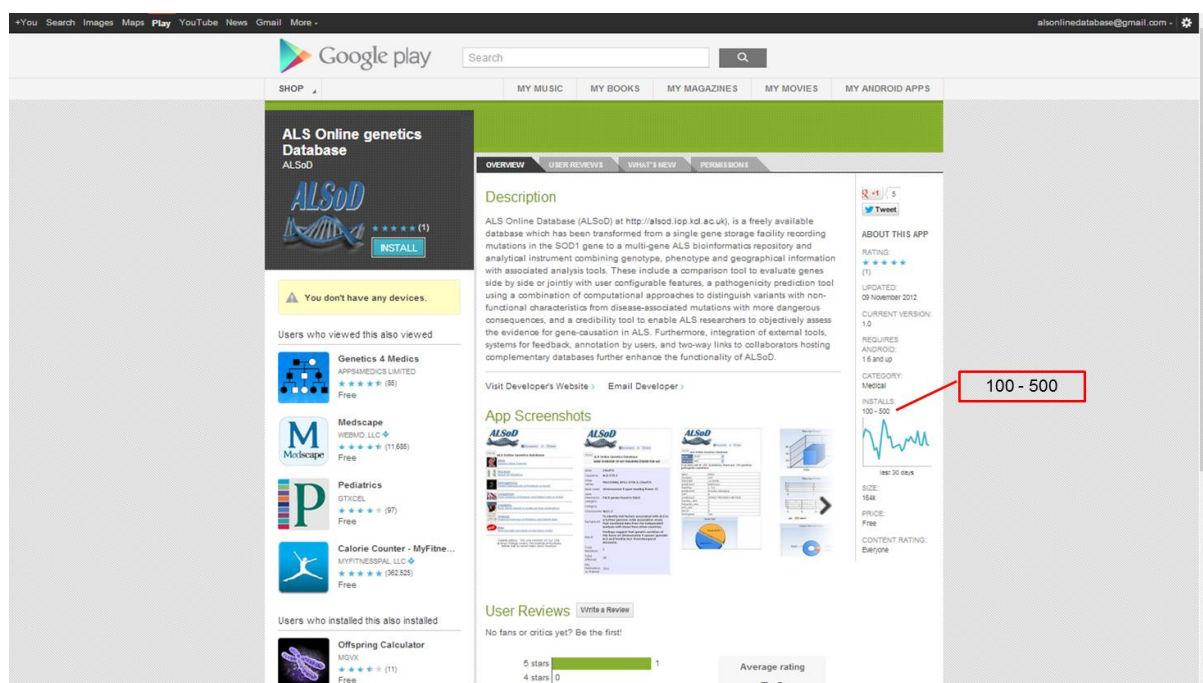 +You Search Images Maps Play YouTube News Gmail More
alsonlinedatabase@gmail.com
Google play
Search
SHOP
MY MUSIC
MY BOOKS
MY MAGAZINES
MY MOVIES
MY ANDROID APPS
ALS Online genetics
Database
ALSoD
ALSoD
(1)
INSTALL
You don't have any devices.
Users who viewed this also viewed
Genetics 4 Medics
APPS4MEDICS LIMITED
(85)
Free
Medscape
Medscape
WEBMD, LLC
(11,685)
Free
Pediatrics
GTXCEL
(97)
Free
Calorie Counter - MyFitne...
MYFITNESSPAL, LLC
(362,525)
Free
Users who installed this also installed
Offspring Calculator
MGVX
(11)
Free
OVERVIEW
USER REVIEWS
WHAT'S NEW
PERMISSIONS
Description
ALS Online Database (ALSoD) at http://alsod.iop.kcl.ac.uk), is a freely available
database which has been transformed from a single gene storage facility recording
mutations in the SOD1 gene to a multi-gene ALS bioinformatics repository and
analytical instrument combining genotype, phenotype and geographical information
with associated analysis tools. These include a comparison tool to evaluate genes
side by side or jointly with user configurable features, a pathogenicity prediction tool
using a combination of computational approaches to distinguish variants with non-
functional characteristics from disease-associated mutations with more dangerous
consequences, and a credibility tool to enable ALS researchers to objectively assess
the evidence for gene-causation in ALS. Furthermore, integration of external tools,
systems for feedback, annotation by users, and two-way links to collaborators hosting
complementary databases further enhance the functionality of ALSoD.
Visit Developer's Website ›
Email Developer ›
App Screenshots
ALSoD
ALSoD
ALSoD
User Reviews
Write a Review
No fans or critics yet? Be the first!
5 stars
1
4 stars
0
Average rating
+1
5
Tweet
ABOUT THIS APP
RATING:
(1)
UPDATED:
09 November 2012
CURRENT VERSION:
1.0
REQUIRES
ANDROID:
1.6 and up
CATEGORY:
Medical
INSTALLS:
100 - 500
last 30 days
SIZE:
164k
PRICE:
Free
CONTENT RATING:
Everyone
100 - 500